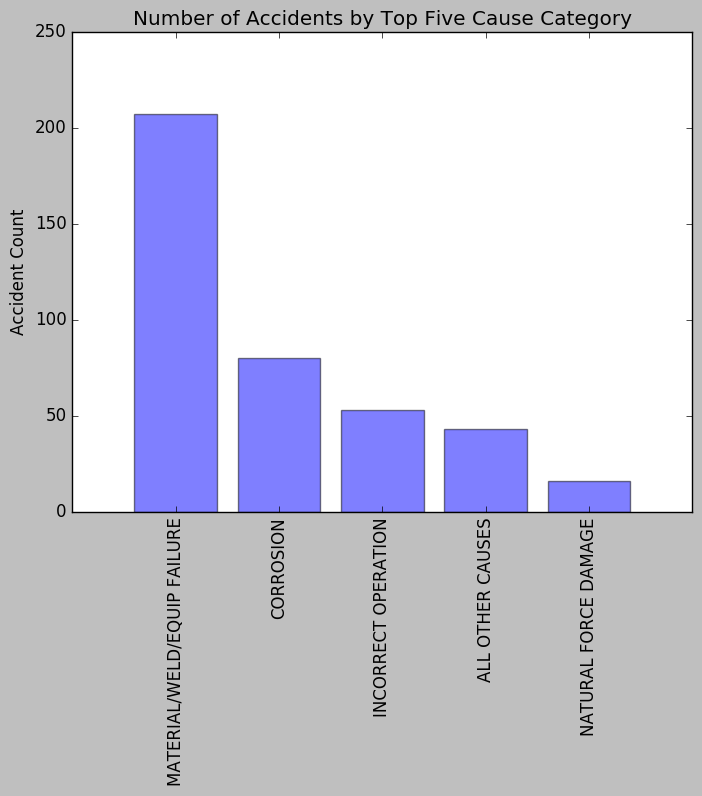 Number of Accidents by Top Five Cause Category
250
200
150
100
50
0
Accident Count
MATERIAL/WELD/EQUIP FAILURE
CORROSION
INCORRECT OPERATION
ALL OTHER CAUSES
NATURAL FORCE DAMAGE